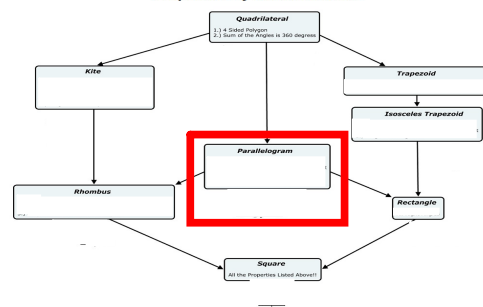 Quadrilateral
1.) 4 Sided Polygon
2.) Sum of the Angles is 360 degress
Kite
Trapezoid
Isosceles Trapezoid
Parallelogram
Rhombus
Rectangle
Square
All the Properties Listed Above!!